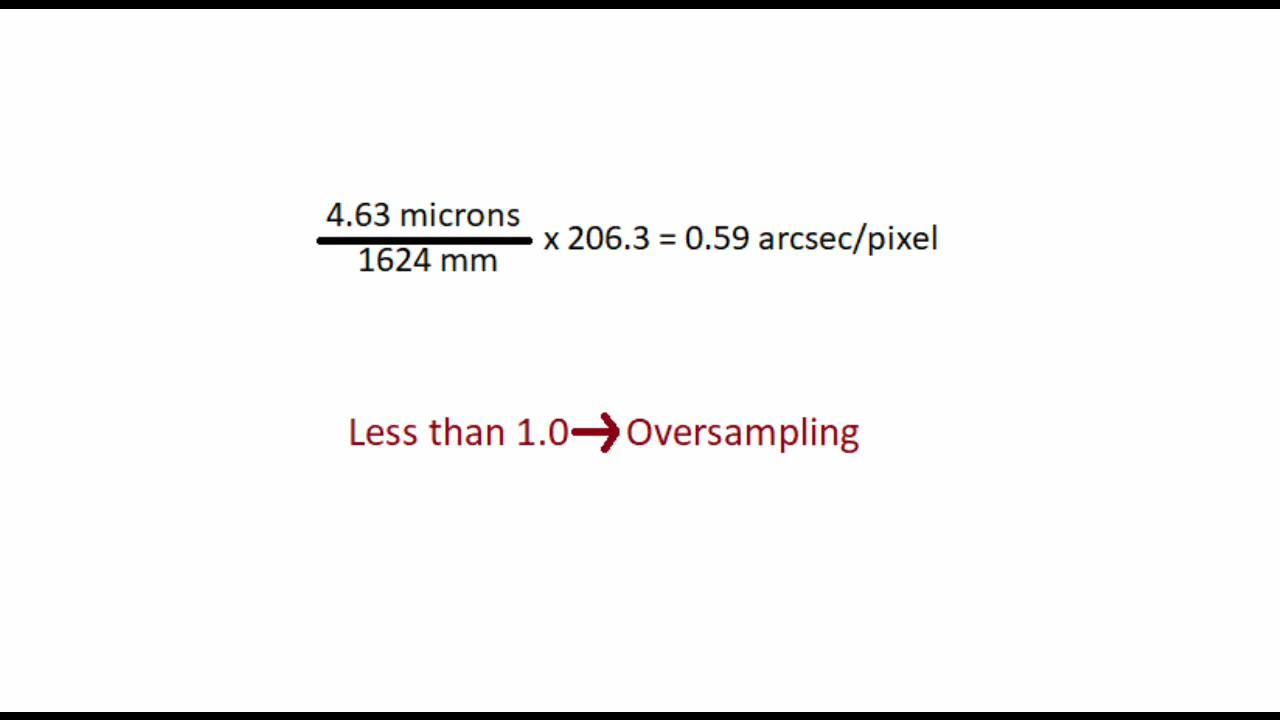 4.63 microns
1624 mm
x 206.3 = 0.59 arcsec/pixel
Less than 1.0→Oversampling